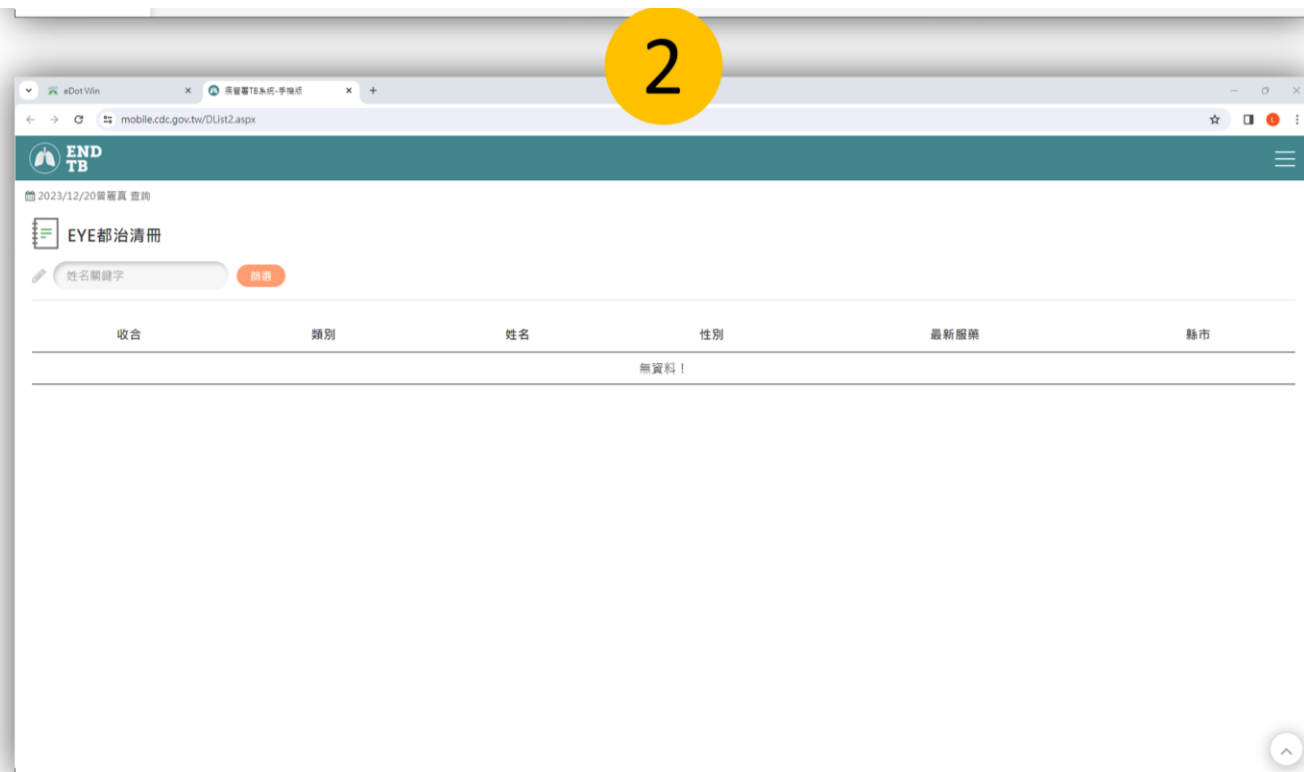 2
eDot Win
疾管署TB系統-手機版
mobile.cdc.gov.tw/DList2.aspx
L
END
TB
2023/12/20曾麗真 查詢
EYE都治清冊
姓名關鍵字
篩選
收合 類別 姓名 性別 最新服藥 縣市
無資料！